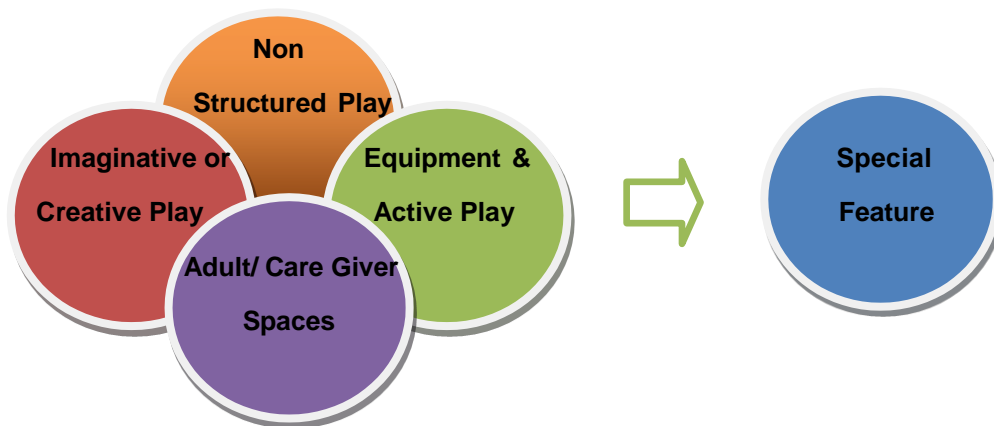 Non
Structured Play
Imaginative or
Creative Play
Equipment &
Active Play
Adult/ Care Giver
Spaces
Special
Feature